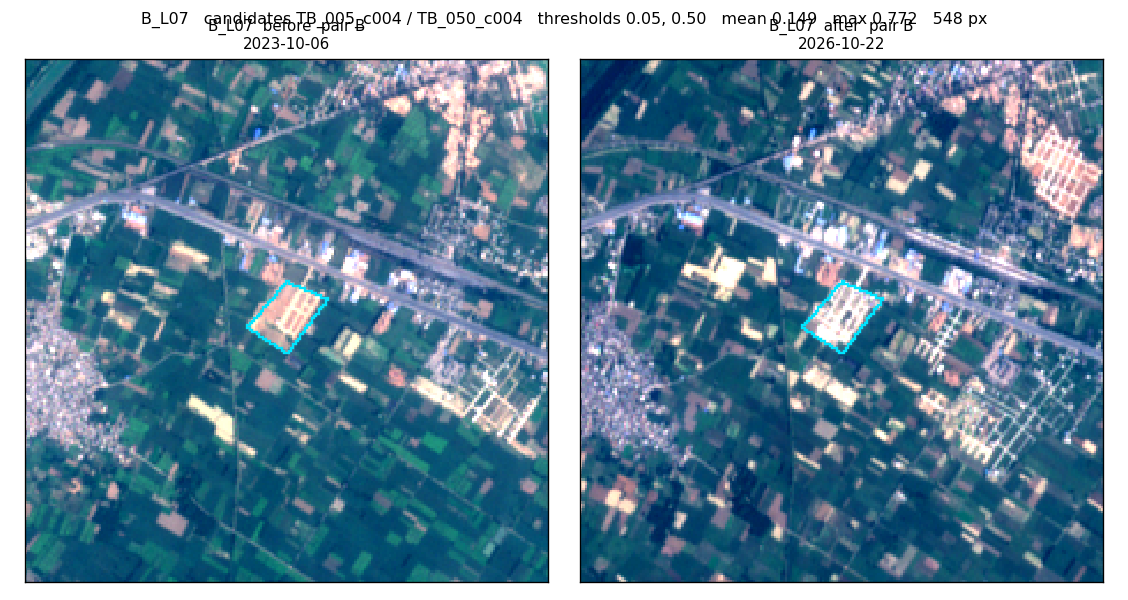 B_L07 candidates TB_005_c004 / TB_050_c004 thresholds 0.05, 0.50 mean 0.149 max 0.772 548 px
B_L07 before pair B
2023-10-06
B_L07 after pair B
2026-10-22